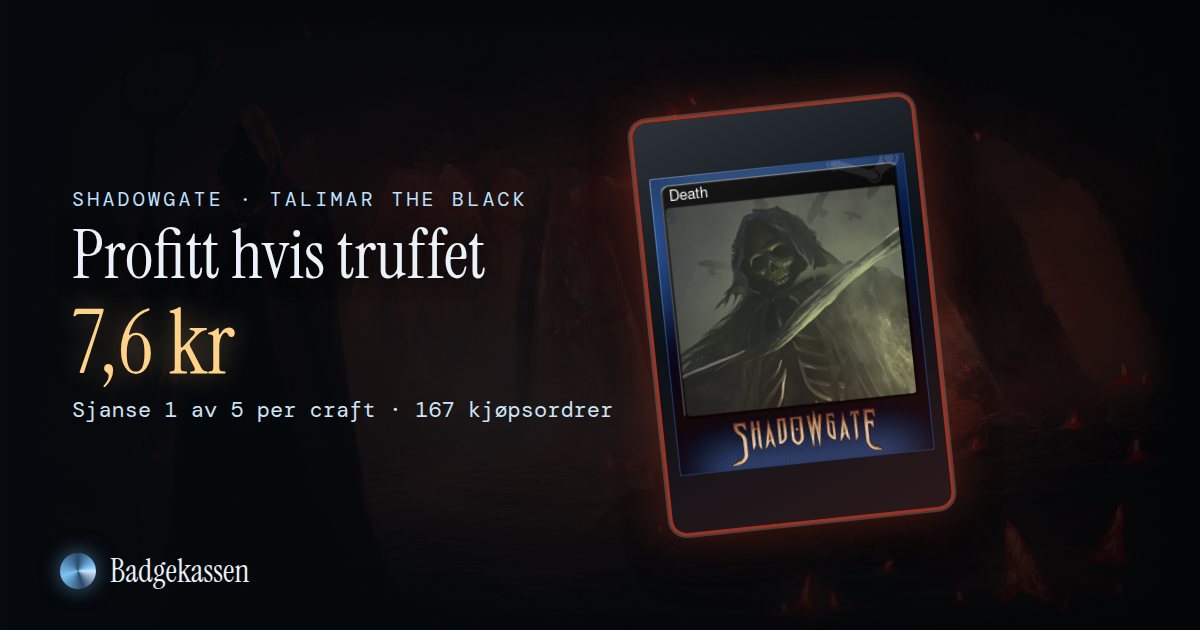 SHADOWGATE · TALIMAR THE BLACK
Profitt hvis truffet
7,6 kr
Sjanse 1 av 5 per craft · 167 kjøpsordrer
Death
SHADOWGATE
Badgekassen